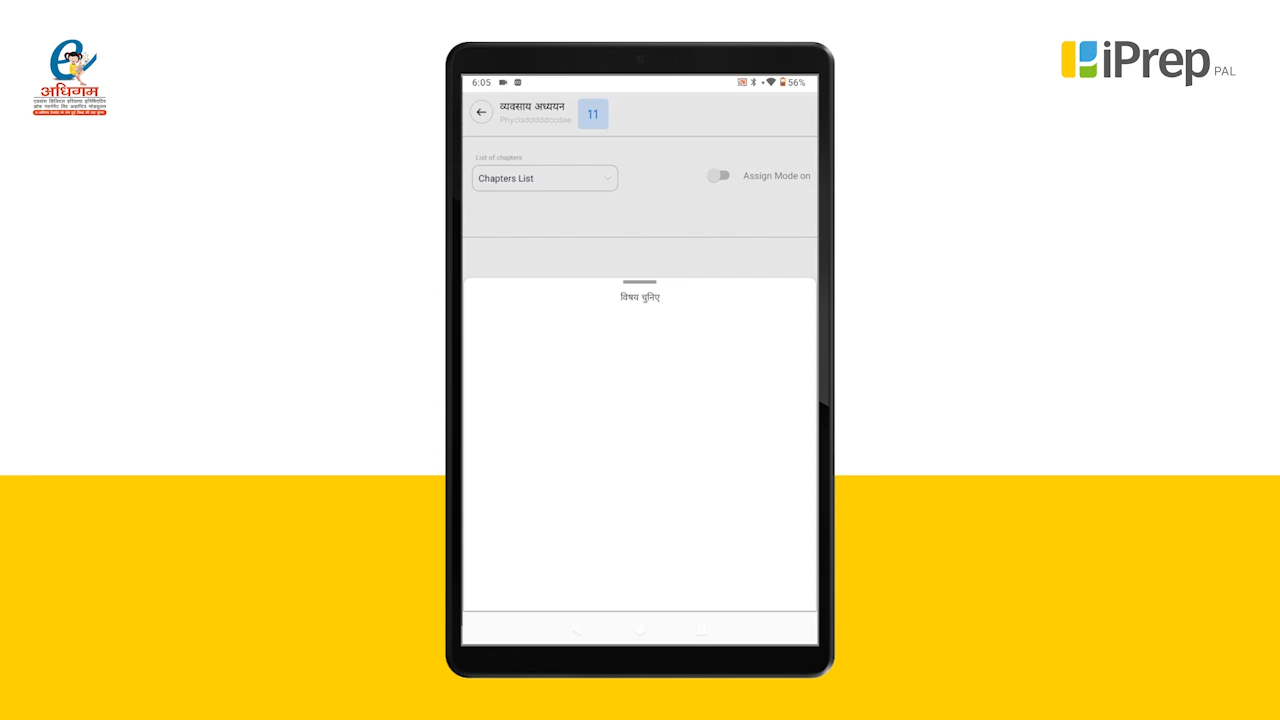 अधिगम
iPrep PAL
6:05
56%
व्यवसाय अध्ययन
Phycisdddddccdae
11
List of chapters
Chapters List
Assign Mode on
विषय चुनिए